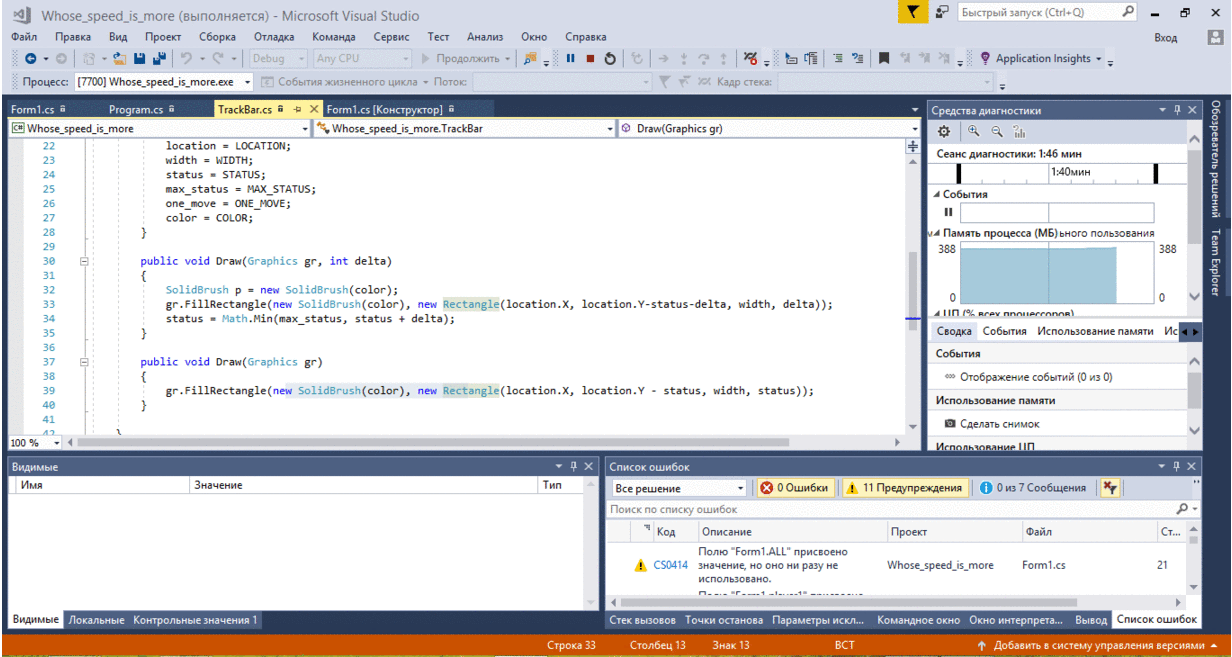 Whose_speed_is_more (выполняется) - Microsoft Visual Studio
Быстрый запуск (Ctrl+Q)
Файл Правка Вид Проект Сборка Отладка Команда Сервис Тест Анализ Окно Справка
Вход
Debug Any CPU Продолжить Application Insights
Процесс: [7700] Whose_speed_is_more.exe События жизненного цикла Поток: Кадр стека:
Form1.cs Program.cs TrackBar.cs Form1.cs [Конструктор]
Whose_speed_is_more Whose_speed_is_more.TrackBar Draw(Graphics gr)
22 location = LOCATION;
23 width = WIDTH;
24 status = STATUS;
25 max_status = MAX_STATUS;
26 one_move = ONE_MOVE;
27 color = COLOR;
28 }
29
30 public void Draw(Graphics gr, int delta)
31 {
32 SolidBrush p = new SolidBrush(color);
33 gr.FillRectangle(new SolidBrush(color), new Rectangle(location.X, location.Y-status-delta, width, delta));
34 status = Math.Min(max_status, status + delta);
35 }
36
37 public void Draw(Graphics gr)
38 {
39 gr.FillRectangle(new SolidBrush(color), new Rectangle(location.X, location.Y - status, width, status));
40 }
41
42 }
100 %
Средства диагностики
Сеанс диагностики: 1:46 мин
1:40мин
События
Память процесса (МБ)ьного пользования
388 388
0 0
ЦП (% всех процессоров)
Сводка События Использование памяти Ис
События
Отображение событий (0 из 0)
Использование памяти
Сделать снимок
Использование ЦП
Обозреватель решений
Team Explorer
Видимые
Имя Значение Тип
Видимые Локальные Контрольные значения 1
Список ошибок
Все решение 0 Ошибки 11 Предупреждения 0 из 7 Сообщения
Поиск по списку ошибок
Код Описание Проект Файл Ст...
CS0414 Полю "Form1.ALL" присвоено значение, но оно ни разу не использовано. Whose_speed_is_more Form1.cs 21
Полю "Form1.player1" присвоено
Стек вызовов Точки останова Параметры искл... Командное окно Окно интерпрета... Вывод Список ошибок
Строка 33 Столбец 13 Знак 13 ВСТ Добавить в систему управления версиями